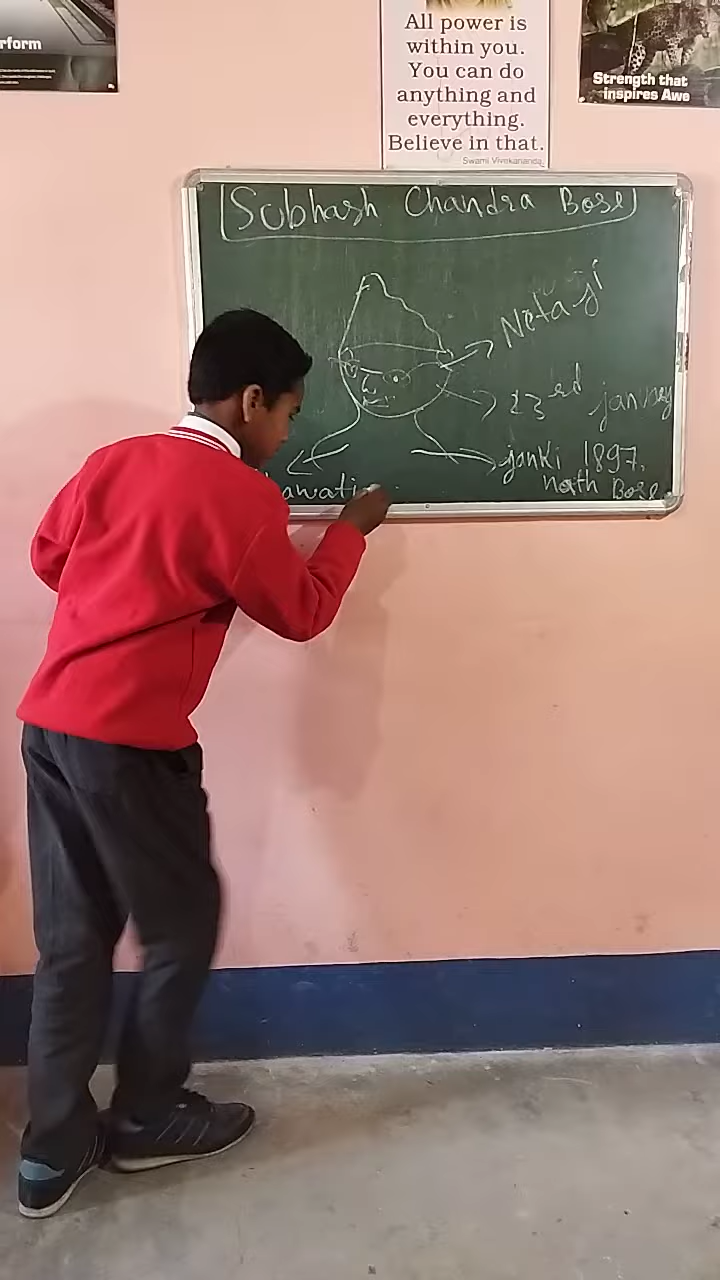 rform
All power is
within you.
You can do
anything and
everything.
Believe in that.
Swami Vivekananda
Strength that
inspires Awe
Subhash Chandra Bose
Netaji
23rd january
1897.
janki nath Bose
awati